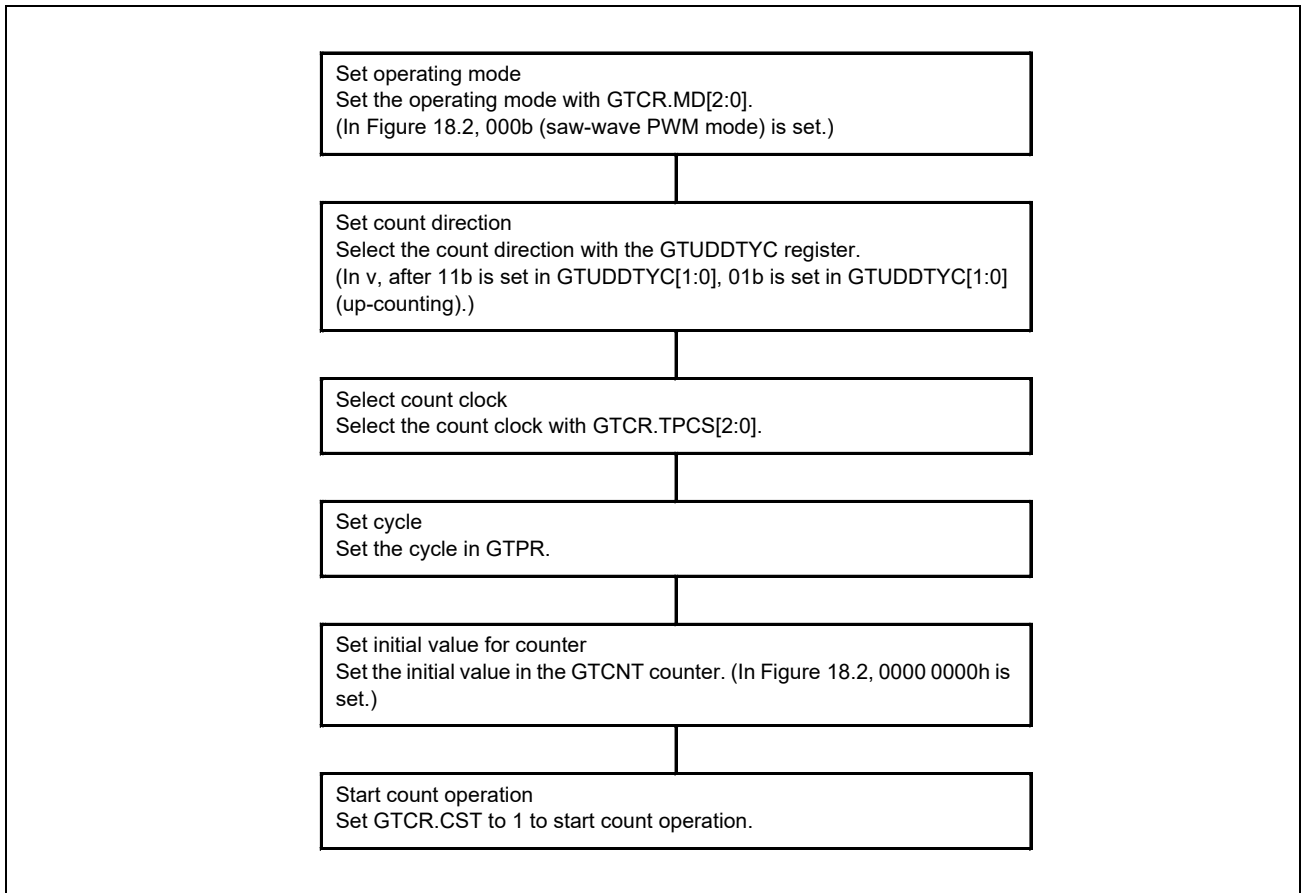 Set operating mode
Set the operating mode with GTCR.MD[2:0].
(In Figure 18.2, 000b (saw-wave PWM mode) is set.)
Set count direction
Select the count direction with the GTUDDTYC register.
(In v, after 11b is set in GTUDDTYC[1:0], 01b is set in GTUDDTYC[1:0]
(up-counting).)
Select count clock
Select the count clock with GTCR.TPCS[2:0].
Set cycle
Set the cycle in GTPR.
Set initial value for counter
Set the initial value in the GTCNT counter. (In Figure 18.2, 0000 0000h is
set.)
Start count operation
Set GTCR.CST to 1 to start count operation.